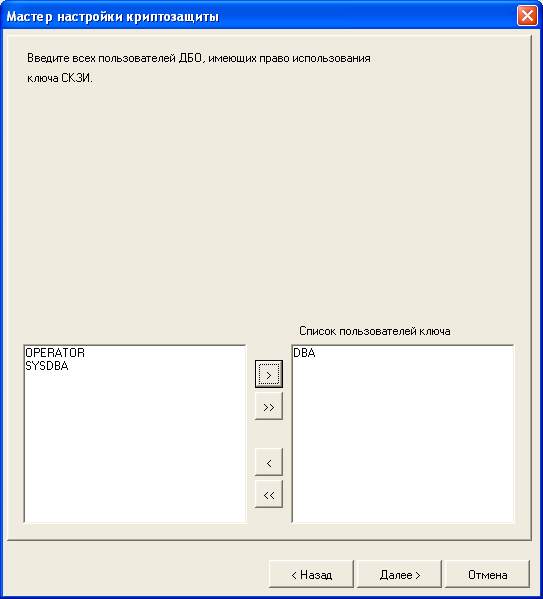 Мастер настройки криптозащиты
Введите всех пользователей ДБО, имеющих право использования
ключа СКЗИ.
Список пользователей ключа
OPERATOR
SYSDBA
DBA
>
>>
<
<<
< Назад
Далее >
Отмена